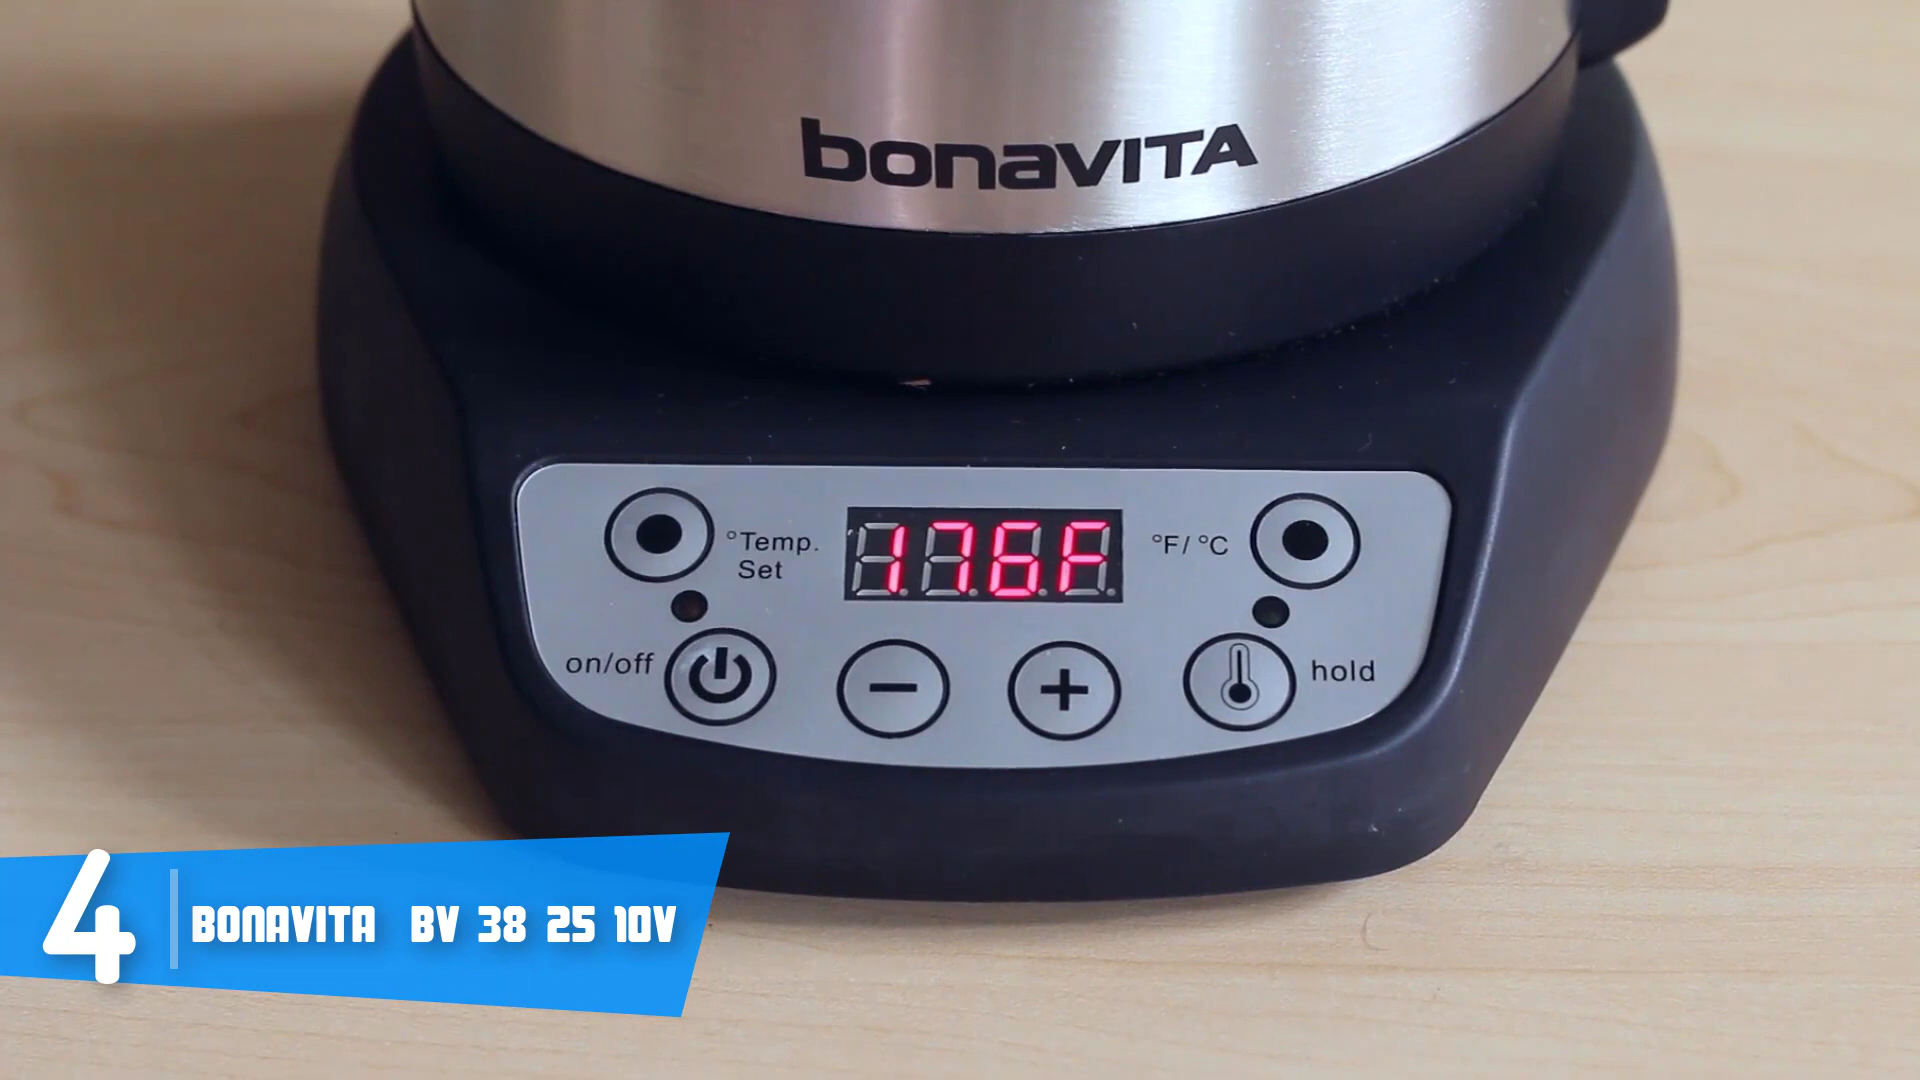 bonaVITA
°Temp. Set
176F
°F/ °C
on/off
hold
4
BONAVITA BV 38 25 10V